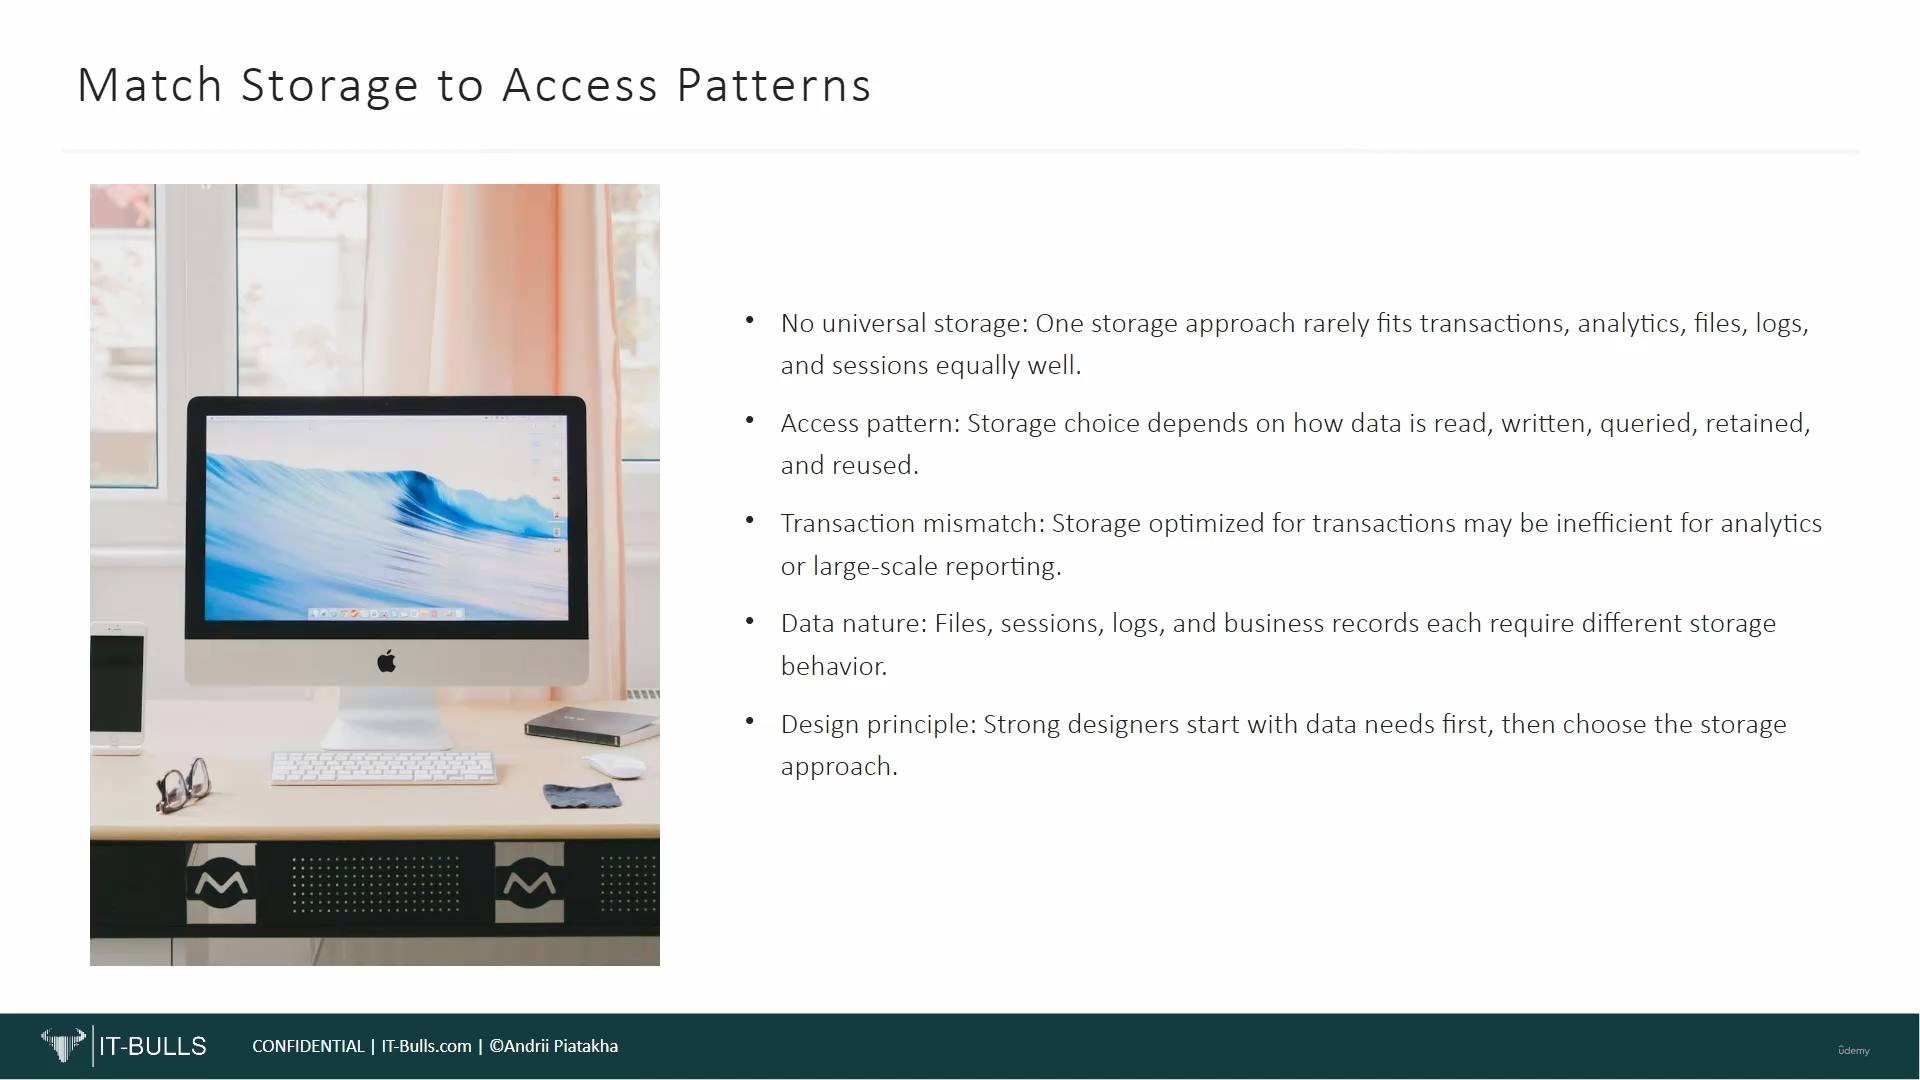 Match Storage to Access Patterns
• No universal storage: One storage approach rarely fits transactions, analytics, files, logs,
and sessions equally well.
• Access pattern: Storage choice depends on how data is read, written, queried, retained,
and reused.
• Transaction mismatch: Storage optimized for transactions may be inefficient for analytics
or large-scale reporting.
• Data nature: Files, sessions, logs, and business records each require different storage
behavior.
• Design principle: Strong designers start with data needs first, then choose the storage
approach.
IT-BULLS
CONFIDENTIAL | IT-Bulls.com | ©Andrii Piatakha
ûdemy